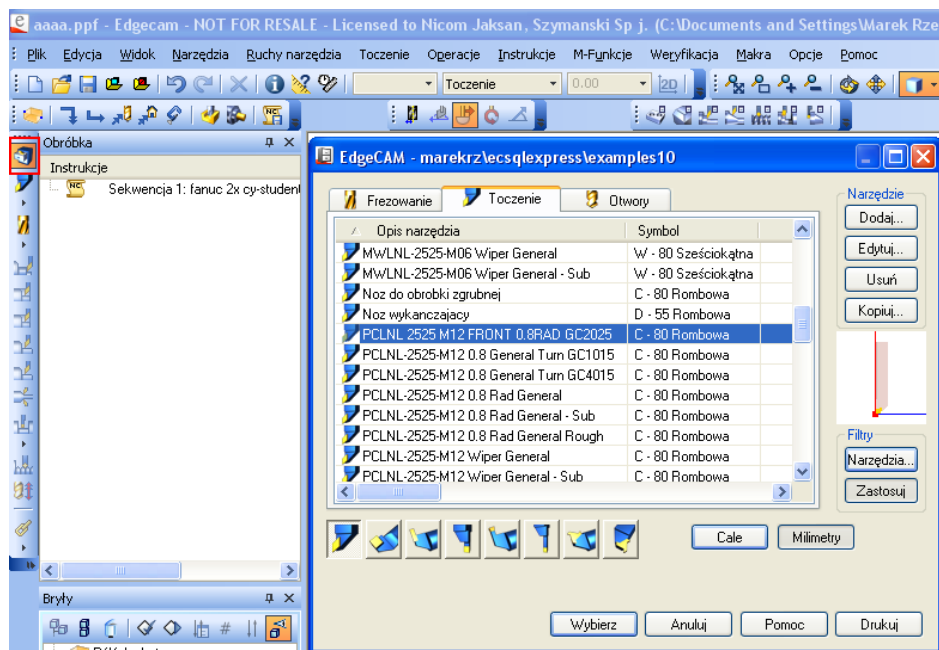 aaaa.ppf - Edgecam - NOT FOR RESALE - Licensed to Nicom Jaksan, Szymanski Sp j. (C:\Documents and Settings\Marek Rze
Plik Edycja Widok Narzędzia Ruchy narzędzia Toczenie Operacje Instrukcje M-Funkcje Weryfikacja Makra Opcje Pomoc
Toczenie 0.00 2D
Obróbka
Instrukcje
Sekwencja 1: fanuc 2x cy-student
EdgeCAM - marekrz\ecsqlexpress\examples10
Frezowanie Toczenie Otwory
Opis narzędzia Symbol
MWLNL-2525-M06 Wiper General W - 80 Sześciokątna
MWLNL-2525-M06 Wiper General - Sub W - 80 Sześciokątna
Noz do obrobki zgrubnej C - 80 Rombowa
Noz wykanczajacy D - 55 Rombowa
PCLNL 2525 M12 FRONT 0.8RAD GC2025 C - 80 Rombowa
PCLNL-2525-M12 0.8 General Turn GC1015 C - 80 Rombowa
PCLNL-2525-M12 0.8 General Turn GC4015 C - 80 Rombowa
PCLNL-2525-M12 0.8 Rad General C - 80 Rombowa
PCLNL-2525-M12 0.8 Rad General - Sub C - 80 Rombowa
PCLNL-2525-M12 0.8 Rad General Rough C - 80 Rombowa
PCLNL-2525-M12 Wiper General C - 80 Rombowa
PCLNL-2525-M12 Wiper General - Sub C - 80 Rombowa
Narzędzie
Dodaj...
Edytuj...
Usuń
Kopiuj...
Filtry
Narzędzia...
Zastosuj
Cale Milimetry
Wybierz Anuluj Pomoc Drukuj
Bryły